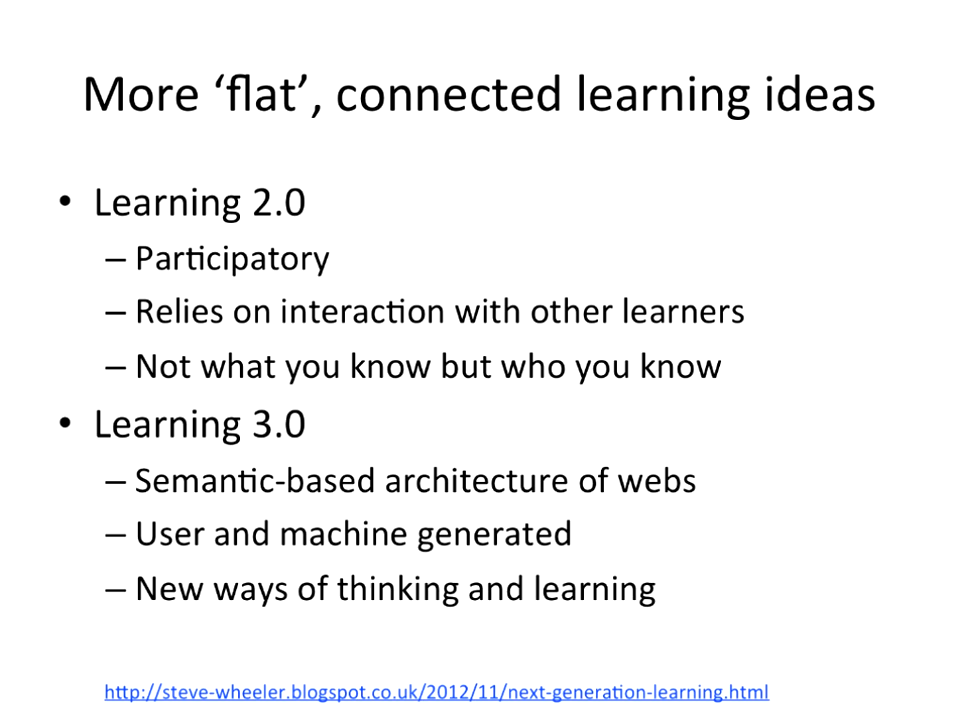 More ‘flat’, connected learning ideas
• Learning 2.0
– Participatory
– Relies on interaction with other learners
– Not what you know but who you know
• Learning 3.0
– Semantic-based architecture of webs
– User and machine generated
– New ways of thinking and learning
http://steve-wheeler.blogspot.co.uk/2012/11/next-generation-learning.html